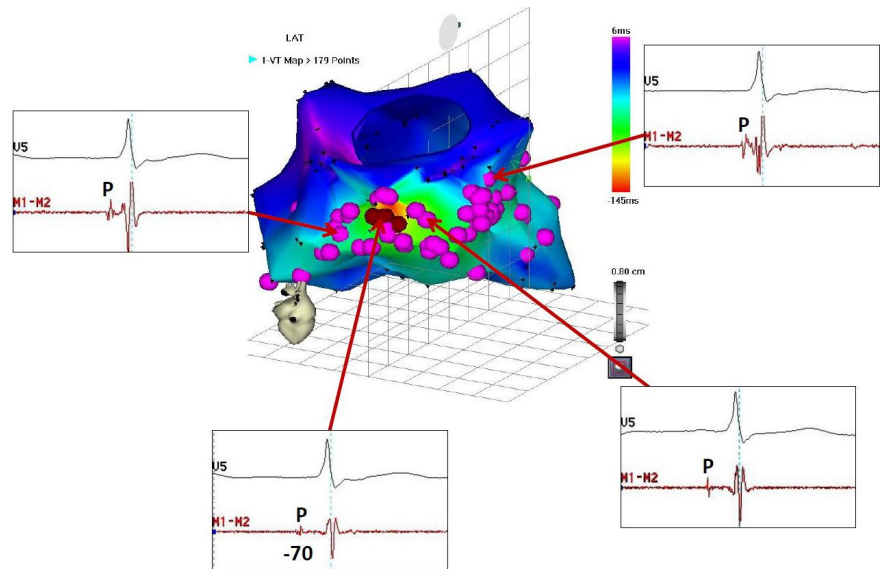 LAT
1-VT Map > 179 Points
6ms
-145ms
0.80 cm
V5
P
M1-M2
V5
P
M1-M2
V5
P
M1-M2
-70
V5
P
M1-M2